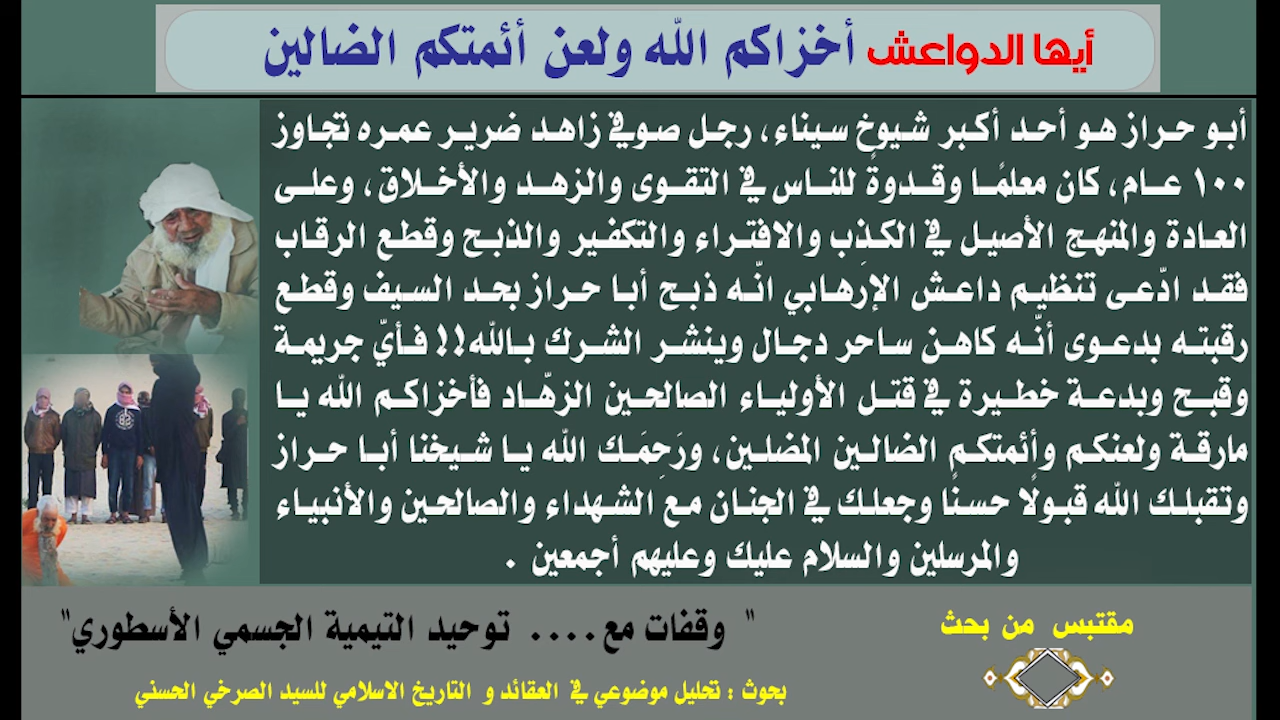 أيها الدواعش أخزاكم الله ولعن أئمتكم الضالين
أبو حراز هو أحد أكبر شيوخ سيناء، رجل صوفي زاهد ضرير عمره تجاوز
١٠٠ عام، كان معلمًا وقدوةً للناس في التقوى والزهد والأخلاق، وعلى
العادة والمنهج الأصيل في الكذب والافتراء والتكفير والذبح وقطع الرقاب
فقد ادّعى تنظيم داعش الإرهابي انّه ذبح أبا حراز بحد السيف وقطع
رقبته بدعوى أنّه كاهن ساحر دجال وينشر الشرك بالله!! فأيّ جريمة
وقبح وبدعة خطيرة في قتل الأولياء الصالحين الزهّاد فأخزاكم الله يا
مارقة ولعنكم وأئمتكم الضالين المضلين، ورَحِمَك الله يا شيخنا أبا حراز
وتقبلك الله قبولًا حسنًا وجعلك في الجنان مع الشهداء والصالحين والأنبياء
والمرسلين والسلام عليك وعليهم أجمعين .
مقتبس من بحث
" وقفات مع.... توحيد التيمية الجسمي الأسطوري"
بحوث : تحليل موضوعي في العقائد و التاريخ الاسلامي للسيد الصرخي الحسني